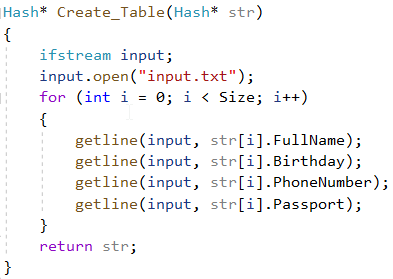 Hash* Create_Table(Hash* str)
{
    ifstream input;
    input.open("input.txt");
    for (int i = 0; i < Size; i++)
    {
        getline(input, str[i].FullName);
        getline(input, str[i].Birthday);
        getline(input, str[i].PhoneNumber);
        getline(input, str[i].Passport);
    }
    return str;
}